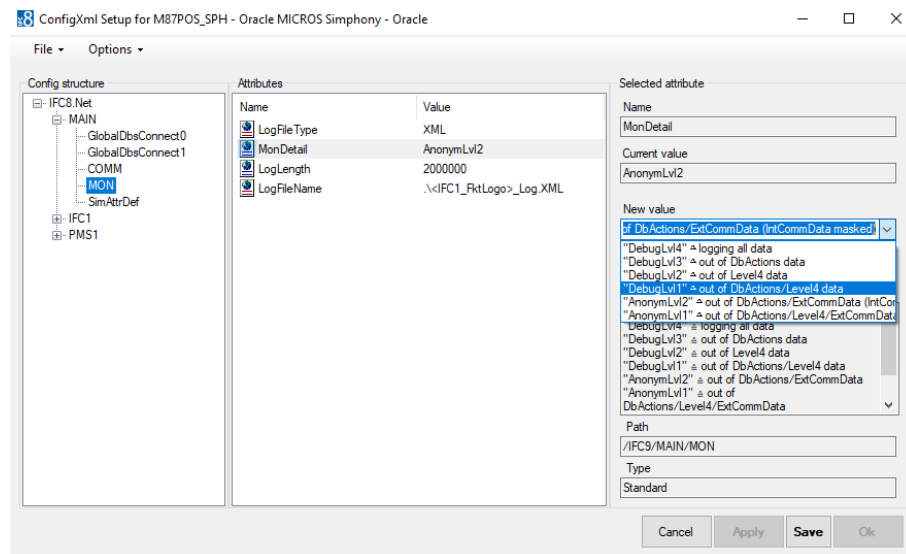 ConfigXml Setup for M87POS_SPH - Oracle MICROS Simphony - Oracle
File Options
Config structure
IFC8.Net
MAIN
GlobalDbsConnect0
GlobalDbsConnect1
COMM
MON
SimAttrDef
IFC1
PMS1
Attributes
Name Value
LogFileType XML
MonDetail AnonymLvl2
LogLength 2000000
LogFileName .\<IFC1_FktLogo>_Log.XML
Selected attribute
Name
MonDetail
Current value
AnonymLvl2
New value
of DbActions/ExtCommData (IntCommData masked)
"DebugLvl4" ≙ logging all data
"DebugLvl3" ≙ out of DbActions data
"DebugLvl2" ≙ out of Level4 data
"DebugLvl1" ≙ out of DbActions/Level4 data
"AnonymLvl2" ≙ out of DbActions/ExtCommData (IntCor
"AnonymLvl1" ≙ out of DbActions/Level4/ExtCommData
"DebugLvl4" ≙ logging all data
"DebugLvl3" ≙ out of DbActions data
"DebugLvl2" ≙ out of Level4 data
"DebugLvl1" ≙ out of DbActions/Level4 data
"AnonymLvl2" ≙ out of DbActions/ExtCommData
"AnonymLvl1" ≙ out of
DbActions/Level4/ExtCommData
Path
/IFC9/MAIN/MON
Type
Standard
Cancel Apply Save Ok